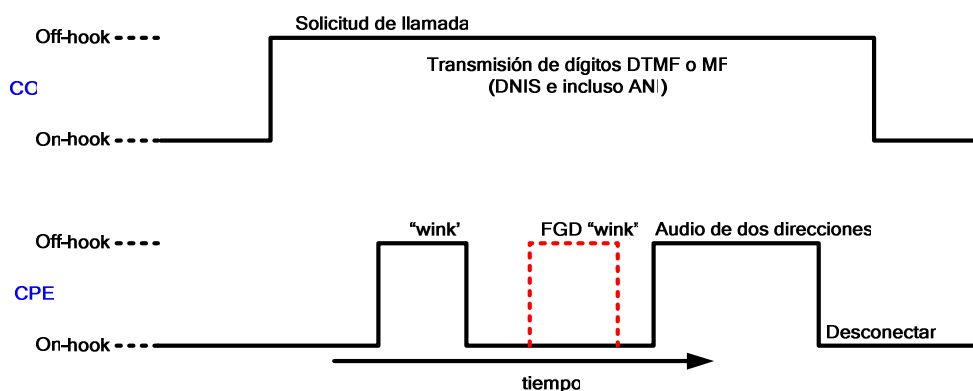 Solicitud de llamada
Off-hook
Transmisión de dígitos DTMF o MF
(DNIS e incluso ANI)
CO
On-hook
"wink'
FGD "wink"
Audio de dos direcciones
Off-hook
CPE
Desconectar
On-hook
tiempo